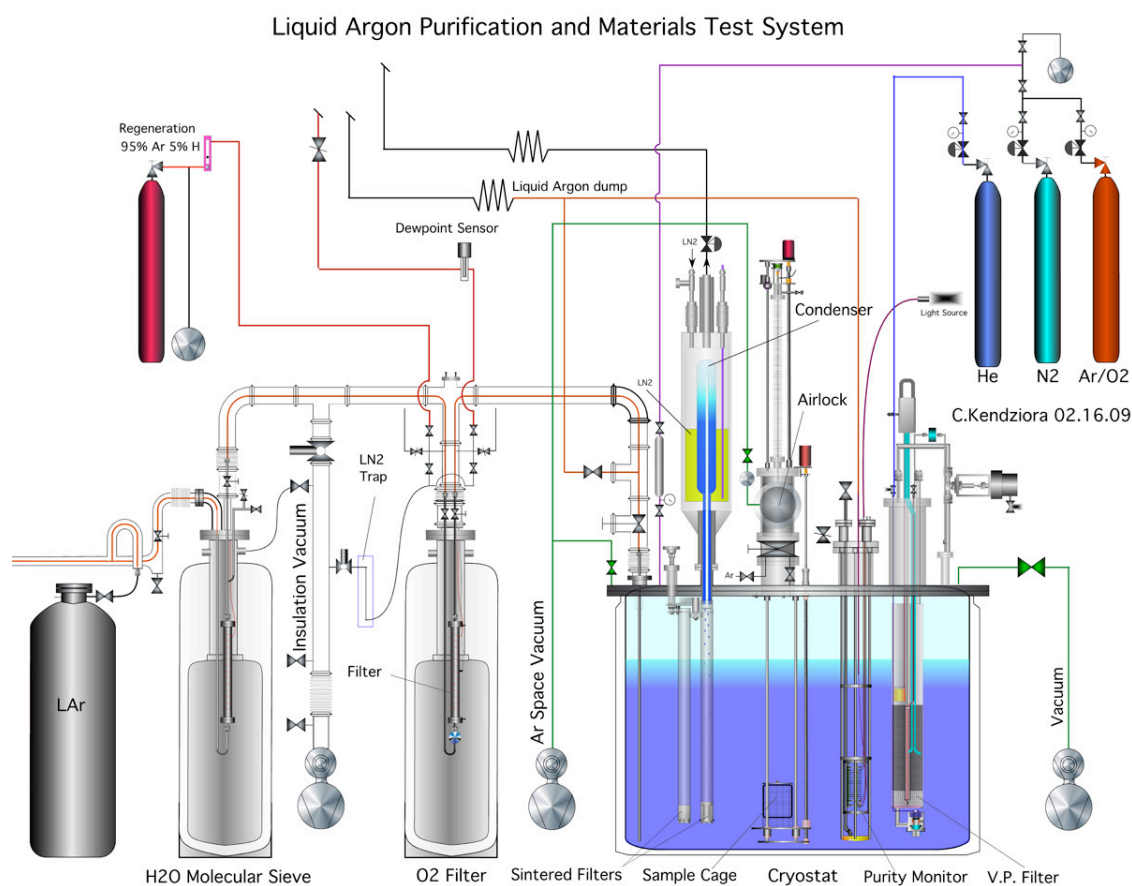 Liquid Argon Purification and Materials Test System
Regeneration
95% Ar 5% H
Liquid Argon dump
Dewpoint Sensor
LN2
Condenser
Light Source
He
N2
Ar/O2
C.Kendziora 02.16.09
LN2
Airlock
LN2
Trap
Insulation Vacuum
Ar
Filter
Ar Space Vacuum
Vacuum
LAr
H2O Molecular Sieve
O2 Filter
Sintered Filters
Sample Cage
Cryostat
Purity Monitor
V.P. Filter